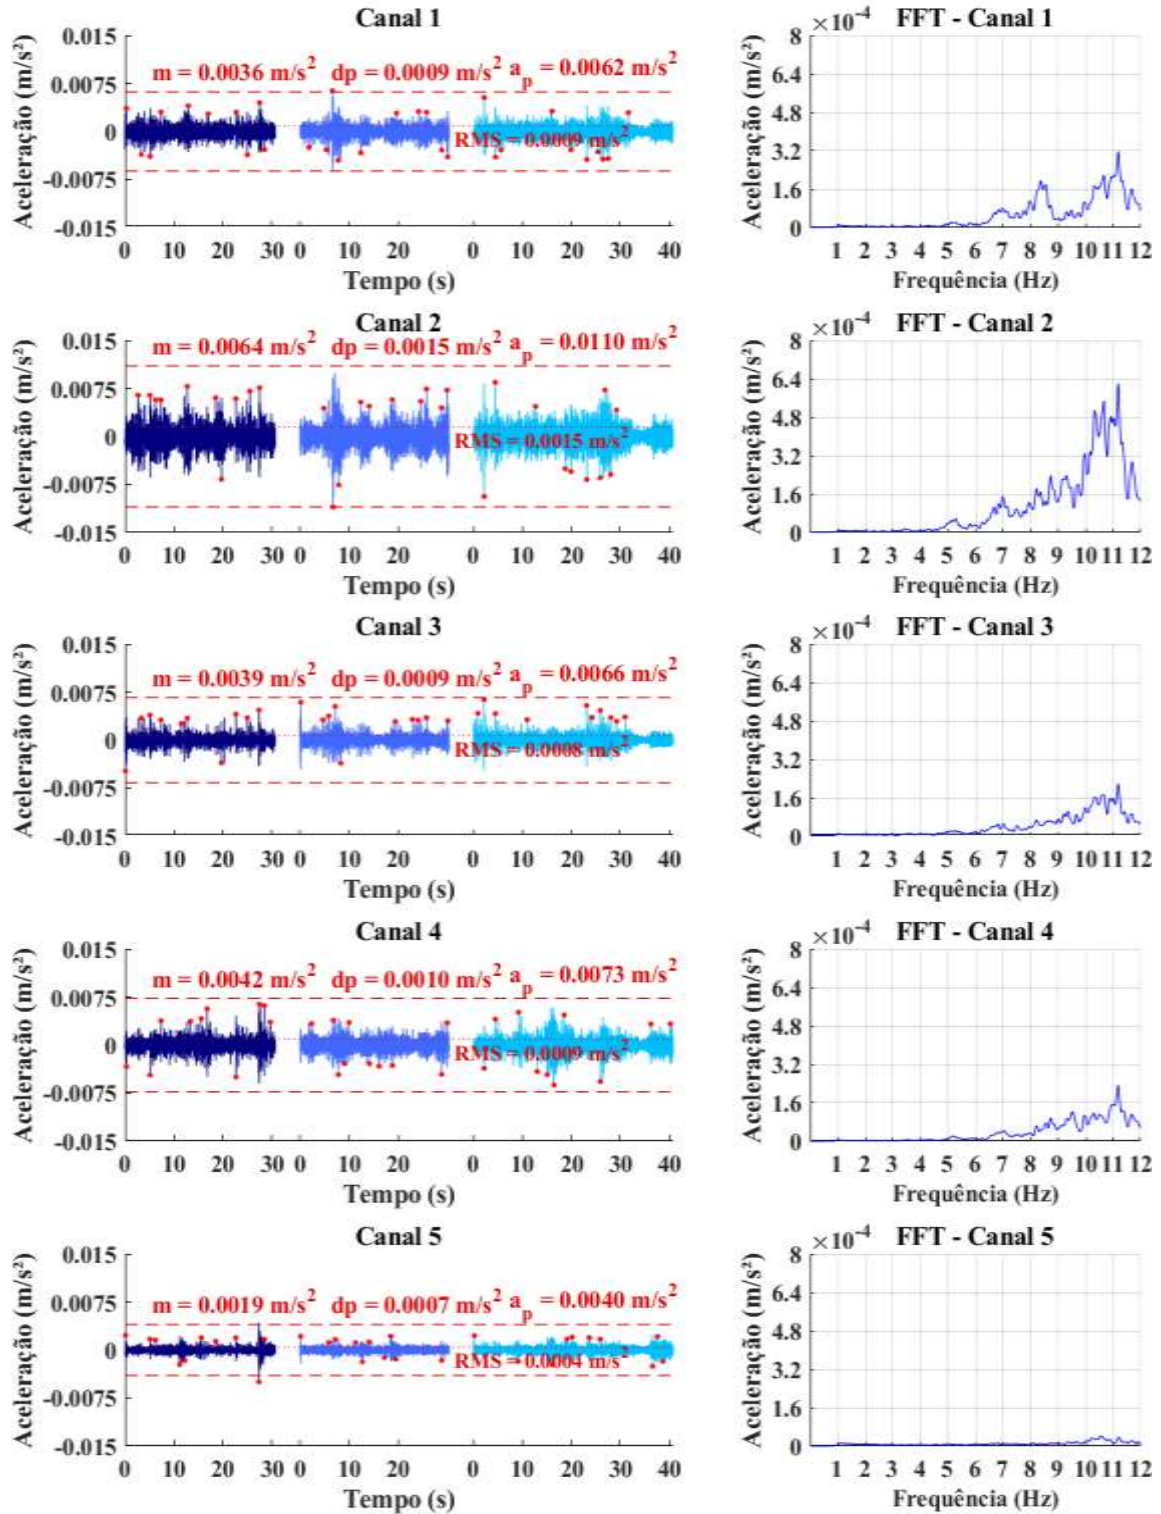 Canal 1
Aceleração (m/s²)
0.015
0.0075
0
-0.0075
-0.015
m = 0.0036 m/s² dp = 0.0009 m/s² aₚ = 0.0062 m/s²
RMS = 0.0009 m/s²
0 10 20 30 0 10 20 0 10 20 30 40
Tempo (s)
FFT - Canal 1
×10⁻⁴
Aceleração (m/s²)
8
6.4
4.8
3.2
1.6
0
1 2 3 4 5 6 7 8 9 10 11 12
Frequência (Hz)
Canal 2
Aceleração (m/s²)
0.015
0.0075
0
-0.0075
-0.015
m = 0.0064 m/s² dp = 0.0015 m/s² aₚ = 0.0110 m/s²
RMS = 0.0015 m/s²
0 10 20 30 0 10 20 0 10 20 30 40
Tempo (s)
FFT - Canal 2
×10⁻⁴
Aceleração (m/s²)
8
6.4
4.8
3.2
1.6
0
1 2 3 4 5 6 7 8 9 10 11 12
Frequência (Hz)
Canal 3
Aceleração (m/s²)
0.015
0.0075
0
-0.0075
-0.015
m = 0.0039 m/s² dp = 0.0009 m/s² aₚ = 0.0066 m/s²
RMS = 0.0008 m/s²
0 10 20 30 0 10 20 0 10 20 30 40
Tempo (s)
FFT - Canal 3
×10⁻⁴
Aceleração (m/s²)
8
6.4
4.8
3.2
1.6
0
1 2 3 4 5 6 7 8 9 10 11 12
Frequência (Hz)
Canal 4
Aceleração (m/s²)
0.015
0.0075
0
-0.0075
-0.015
m = 0.0042 m/s² dp = 0.0010 m/s² aₚ = 0.0073 m/s²
RMS = 0.0009 m/s²
0 10 20 30 0 10 20 0 10 20 30 40
Tempo (s)
FFT - Canal 4
×10⁻⁴
Aceleração (m/s²)
8
6.4
4.8
3.2
1.6
0
1 2 3 4 5 6 7 8 9 10 11 12
Frequência (Hz)
Canal 5
Aceleração (m/s²)
0.015
0.0075
0
-0.0075
-0.015
m = 0.0019 m/s² dp = 0.0007 m/s² aₚ = 0.0040 m/s²
RMS = 0.0004 m/s²
0 10 20 30 0 10 20 0 10 20 30 40
Tempo (s)
FFT - Canal 5
×10⁻⁴
Aceleração (m/s²)
8
6.4
4.8
3.2
1.6
0
1 2 3 4 5 6 7 8 9 10 11 12
Frequência (Hz)